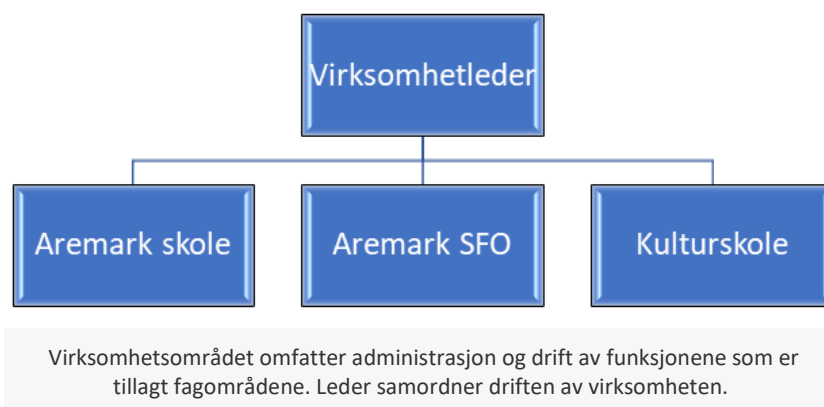 Virksomhetleder
Aremark skole
Aremark SFO
Kulturskole
Virksomhetsområdet omfatter administrasjon og drift av funksjonene som er
tillagt fagområdene. Leder samordner driften av virksomheten.